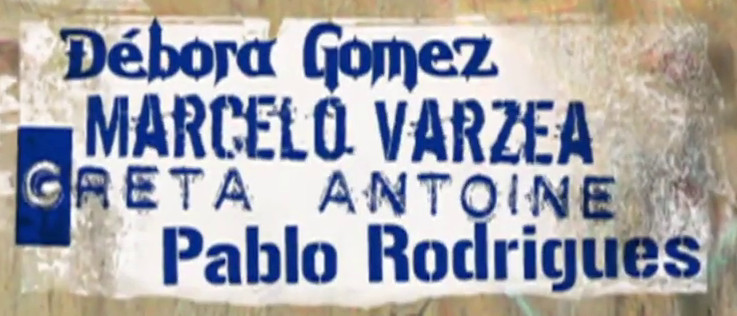 Débora Gomez
MARCELO VARZEA
GRETA ANTOINE
Pablo Rodrigues